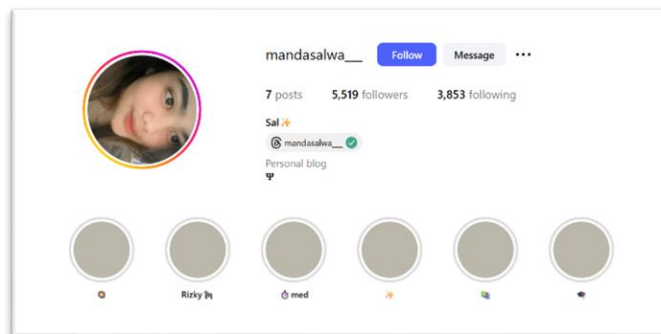 mandasalwa__ Follow Message ...
7 posts 5,519 followers 3,853 following
Sal✨
mandasalwa__
Personal blog
Ψ
Rizky
med